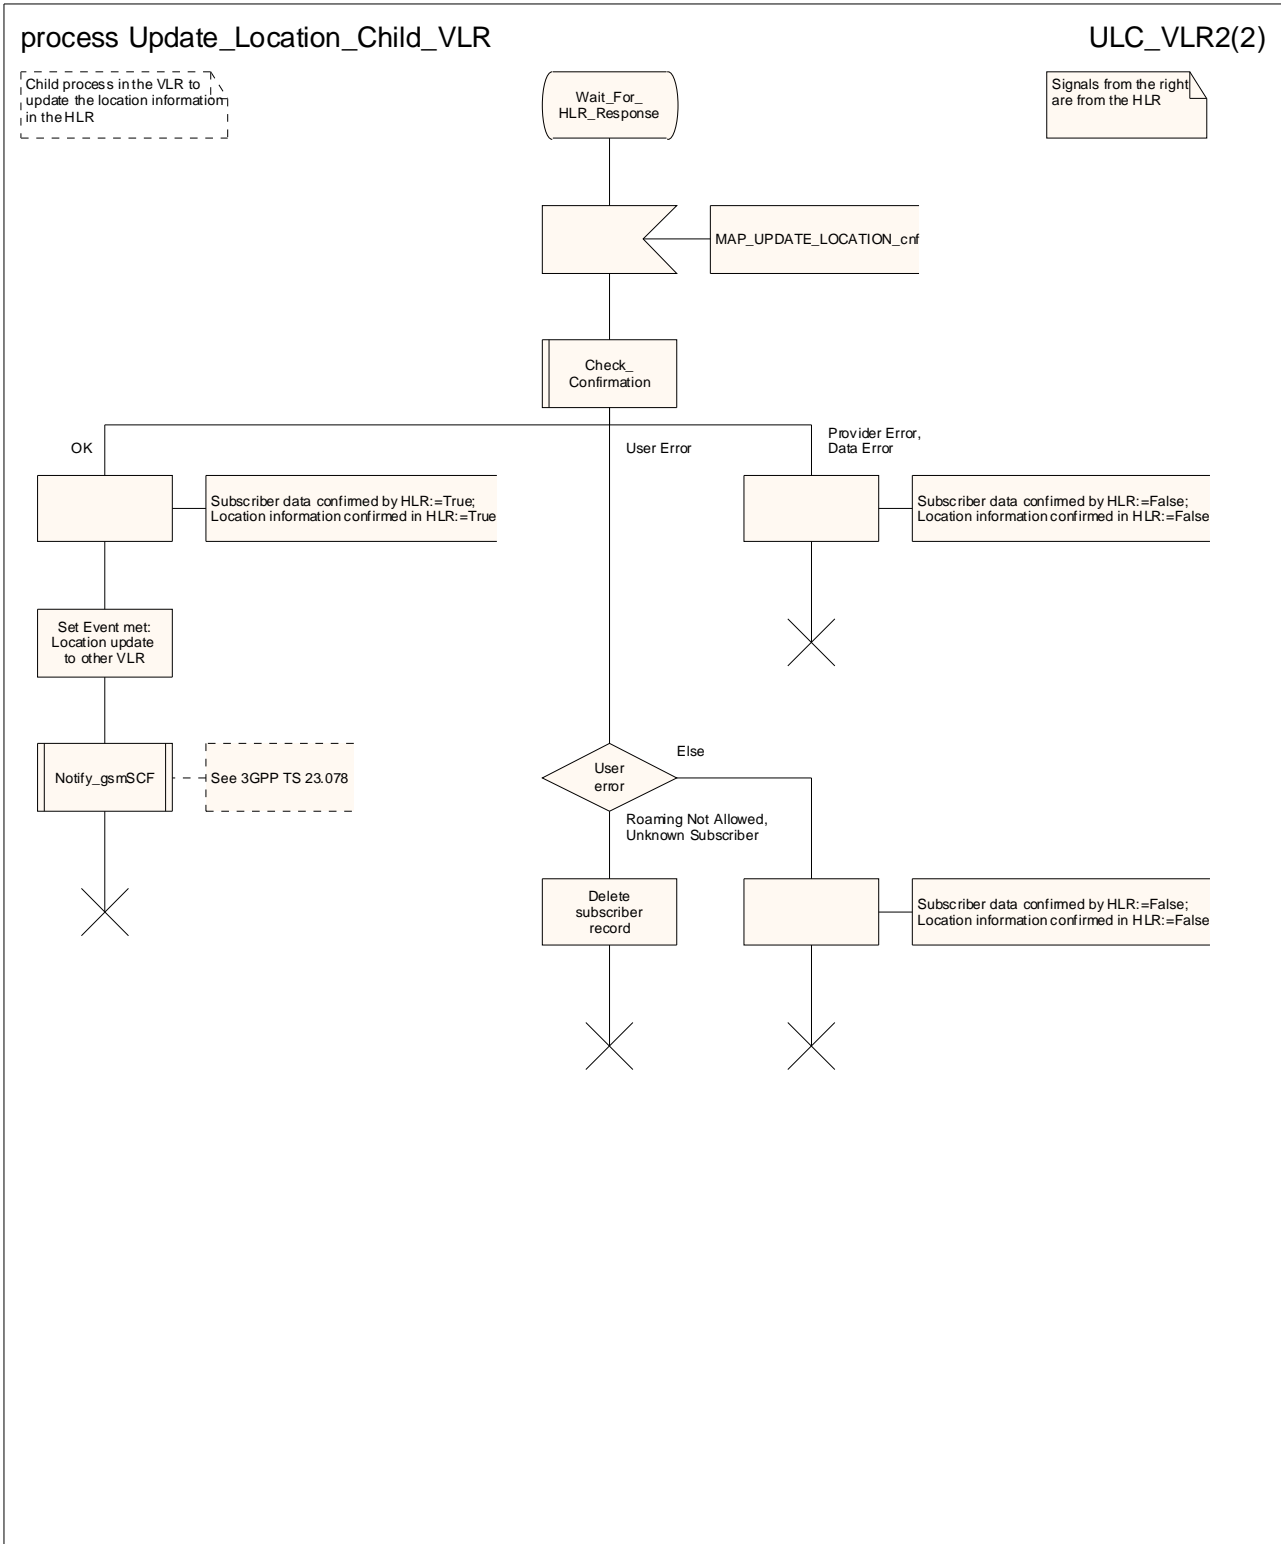 process Update_Location_Child_VLR
ULC_VLR2(2)
Child process in the VLR to
update the location information
in the HLR
Wait_For_
HLR_Response
Signals from the right
are from the HLR
MAP_UPDATE_LOCATION_cnf
Check_
Confirmation
OK
User Error
Provider Error,
Data Error
Subscriber data confirmed by HLR:=True;
Location information confirmed in HLR:=True
Subscriber data confirmed by HLR:=False;
Location information confirmed in HLR:=False
Set Event met:
Location update
to other VLR
Notify_gsmSCF
See 3GPP TS 23.078
User
error
Else
Roaming Not Allowed,
Unknown Subscriber
Delete
subscriber
record
Subscriber data confirmed by HLR:=False;
Location information confirmed in HLR:=False